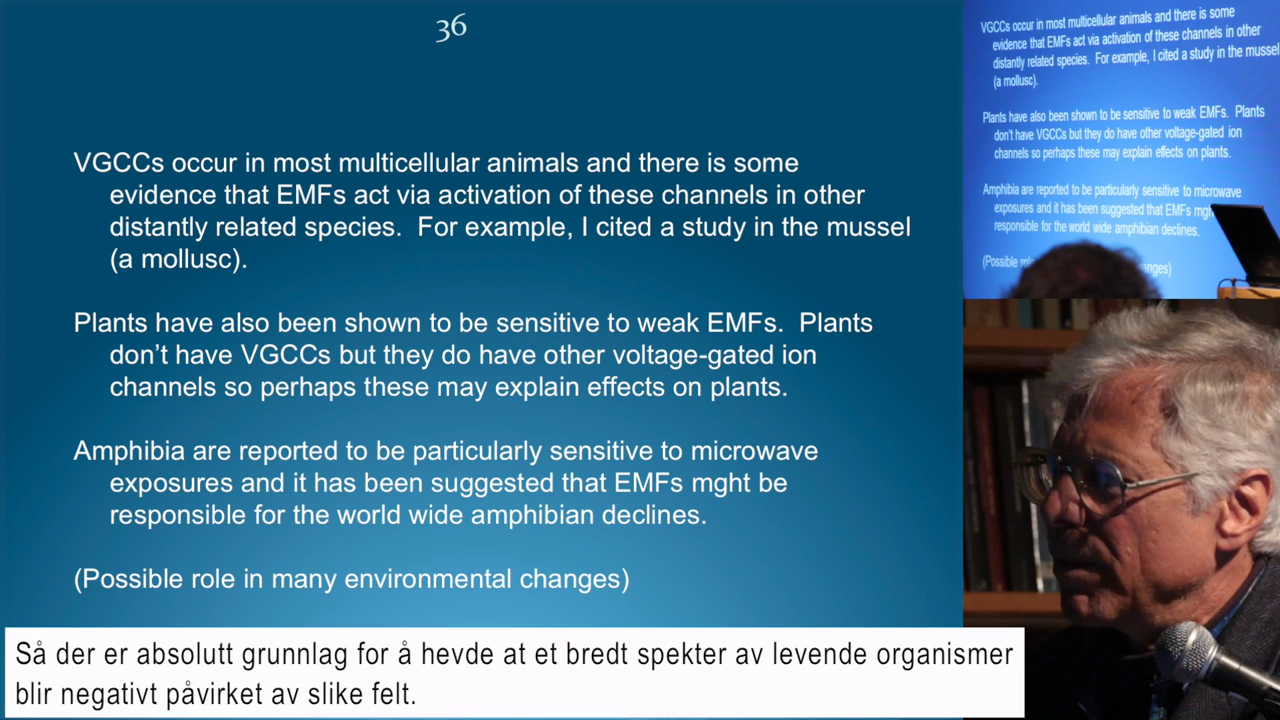 36
VGCCs occur in most multicellular animals and there is some
evidence that EMFs act via activation of these channels in other
distantly related species. For example, I cited a study in the mussel
(a mollusc).
Plants have also been shown to be sensitive to weak EMFs. Plants
don't have VGCCs but they do have other voltage-gated ion
channels so perhaps these may explain effects on plants.
Amphibia are reported to be particularly sensitive to microwave
exposures and it has been suggested that EMFs mght be
responsible for the world wide amphibian declines.
(Possible role in many environmental changes)
VGCCs occur in most multicellular animals and there is some
evidence that EMFs act via activation of these channels in other
distantly related species. For example, I cited a study in the mussel
(a mollusc).
Plants have also been shown to be sensitive to weak EMFs. Plants
don't have VGCCs but they do have other voltage-gated ion
channels so perhaps these may explain effects on plants.
Amphibia are reported to be particularly sensitive to microwave
exposures and it has been suggested that EMFs
responsible for the world wide amphibian declines.
(Possible
Så der er absolutt grunnlag for å hevde at et bredt spekter av levende organismer
blir negativt påvirket av slike felt.